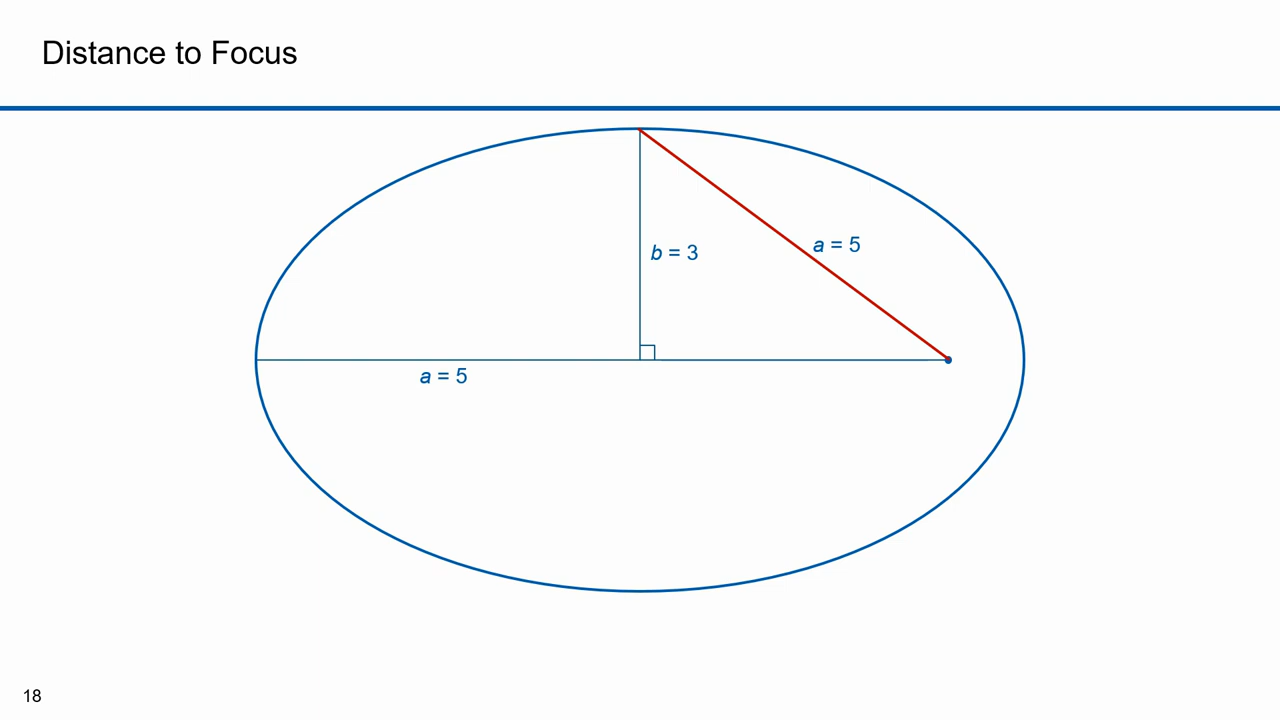 Distance to Focus
a = 5
b = 3
a = 5
18